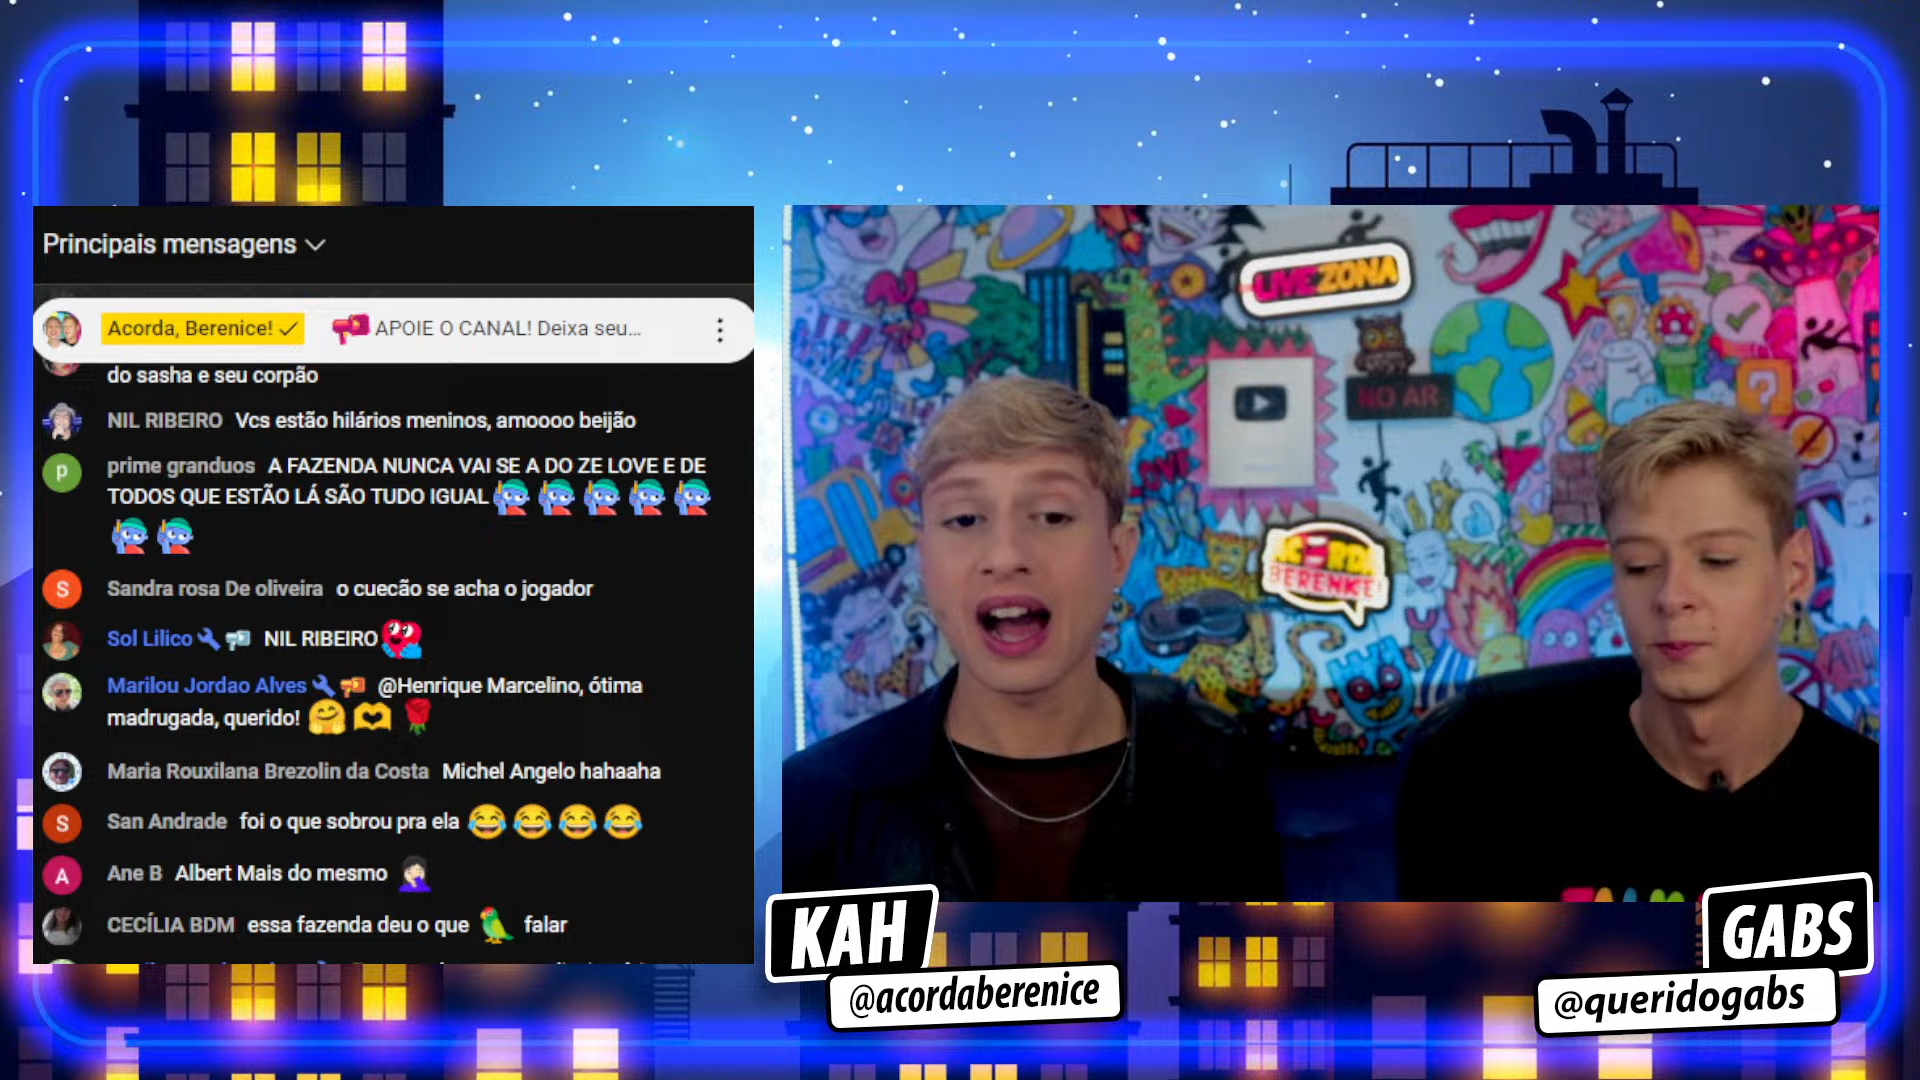 Principais mensagens
Acorda, Berenice! APOIE O CANAL! Deixa seu...
do sasha e seu corpão
NIL RIBEIRO Vcs estão hilários meninos, amoooo beijão
P
prime granduos A FAZENDA NUNCA VAI SE A DO ZE LOVE E DE
TODOS QUE ESTÃO LÁ SÃO TUDO IGUAL
S
Sandra rosa De oliveira o cuecão se acha o jogador
Sol Lilico NIL RIBEIRO
Marilou Jordao Alves @Henrique Marcelino, ótima
madrugada, querido!
Maria Rouxilana Brezolin da Costa Michel Angelo hahaaha
S
San Andrade foi o que sobrou pra ela
A
Ane B Albert Mais do mesmo
CECÍLIA BDM essa fazenda deu o que falar
LIVEZONA
NO AR
ACORDA
BERENICE!
KAH
@acordaberenice
GABS
@queridogabs